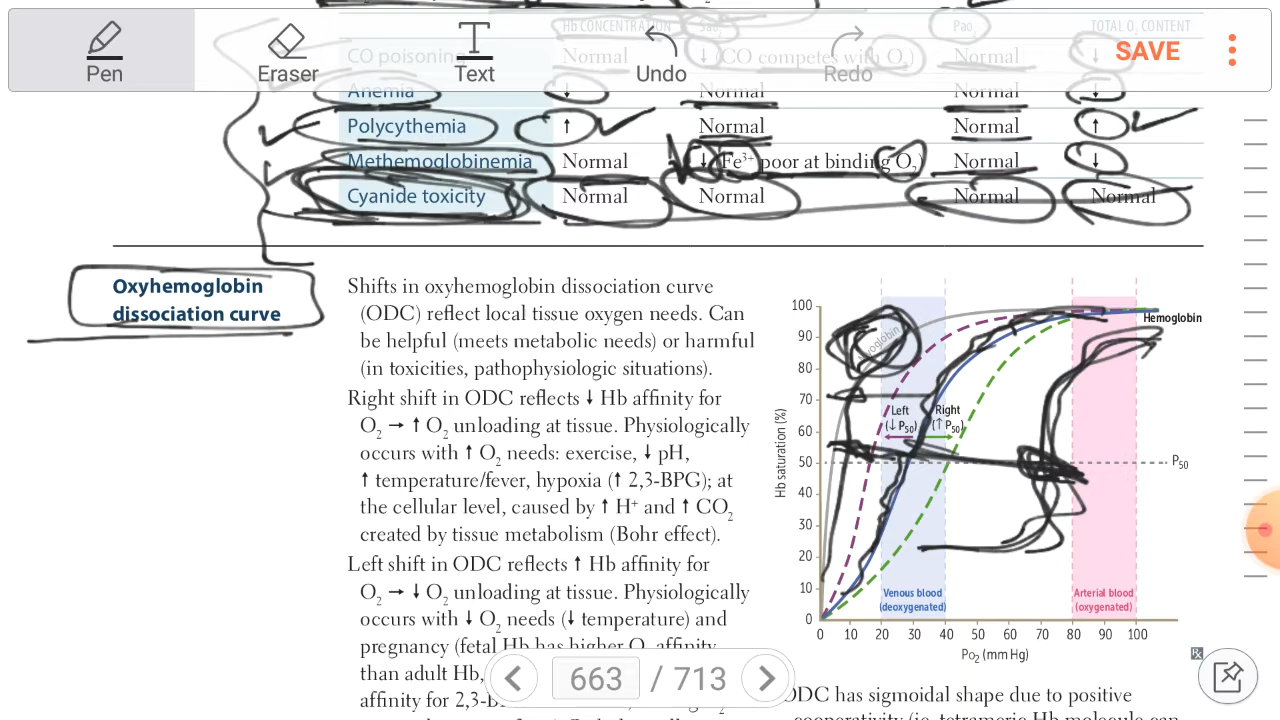 Hb CONCENTRATION Sao2 Pao2 TOTAL O2 CONTENT
CO poisoning Normal ↓ (CO competes with O2) Normal ↓
Anemia ↓ Normal Normal ↓
Polycythemia ↑ Normal Normal ↑
Methemoglobinemia Normal ↓ (Fe3+ poor at binding O2) Normal ↓
Cyanide toxicity Normal Normal Normal Normal
Pen Eraser Text Undo Redo SAVE
Oxyhemoglobin
dissociation curve
Shifts in oxyhemoglobin dissociation curve
(ODC) reflect local tissue oxygen needs. Can
be helpful (meets metabolic needs) or harmful
(in toxicities, pathophysiologic situations).
Right shift in ODC reflects ↓ Hb affinity for
O2 → ↑ O2 unloading at tissue. Physiologically
occurs with ↑ O2 needs: exercise, ↓ pH,
↑ temperature/fever, hypoxia (↑ 2,3-BPG); at
the cellular level, caused by ↑ H+ and ↑ CO2
created by tissue metabolism (Bohr effect).
Left shift in ODC reflects ↑ Hb affinity for
O2 → ↓ O2 unloading at tissue. Physiologically
occurs with ↓ O2 needs (↓ temperature) and
pregnancy (fetal Hb has higher O2 affinity
than adult Hb,
affinity for 2,3-B
100
90
80
70
60
50
40
30
20
10
0
Hb saturation (%)
Hemoglobin
Left
(↓ P50)
Right
(↑ P50)
P50
Venous blood
(deoxygenated)
Arterial blood
(oxygenated)
0 10 20 30 40 50 60 70 80 90 100
Po2 (mm Hg)
Rx
ODC has sigmoidal shape due to positive
cooperativity (ie, tetrameric Hb molecule can
663 / 713